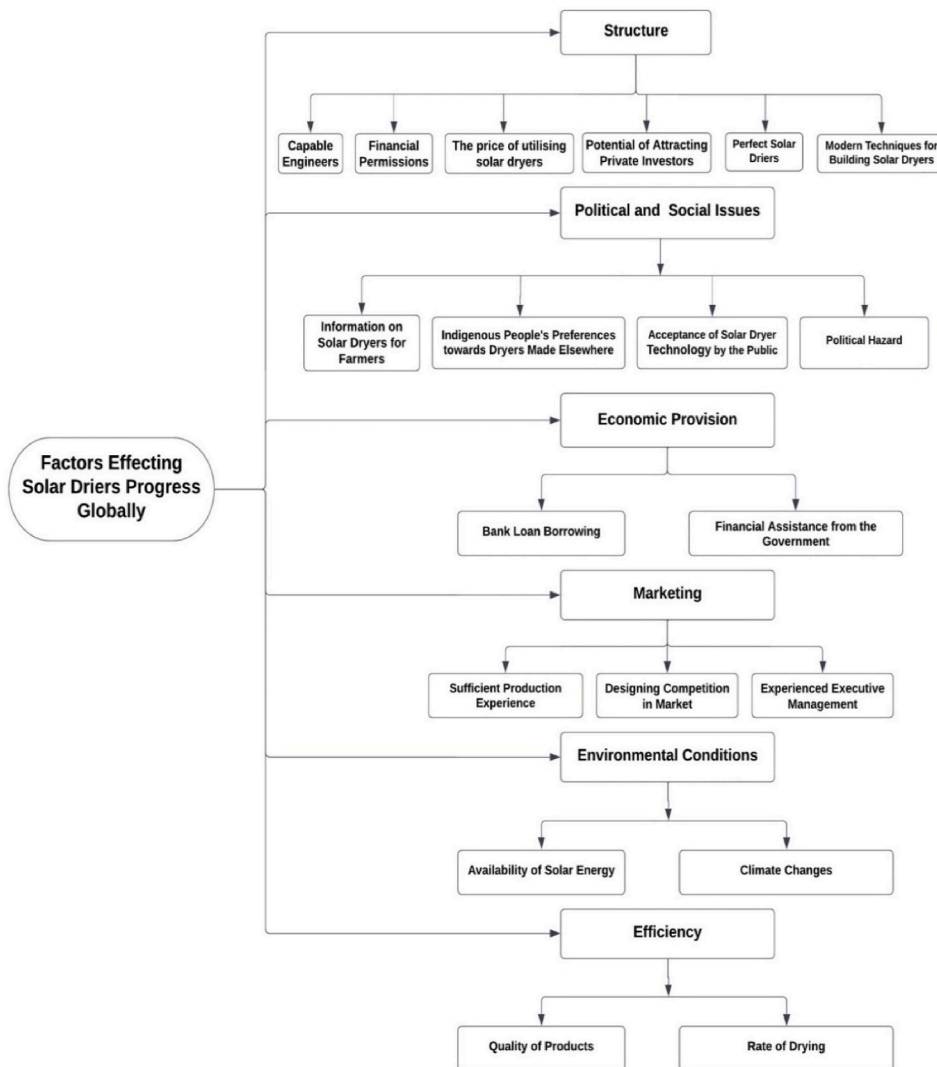 Structure
Capable
Engineers
Financial
Permissions
The price of utilising
solar dryers
Potential of Attracting
Private Investors
Perfect Solar
Driers
Modern Techniques for
Building Solar Dryers
Political and Social Issues
Information on
Solar Dryers for
Farmers
Indigenous People's Preferences
towards Dryers Made Elsewhere
Acceptance of Solar Dryer
Technology by the Public
Political Hazard
Economic Provision
Factors Effecting
Solar Driers Progress
Globally
Bank Loan Borrowing
Financial Assistance from the
Government
Marketing
Sufficient Production
Experience
Designing Competition
in Market
Experienced Executive
Management
Environmental Conditions
Availability of Solar Energy
Climate Changes
Efficiency
Quality of Products
Rate of Drying